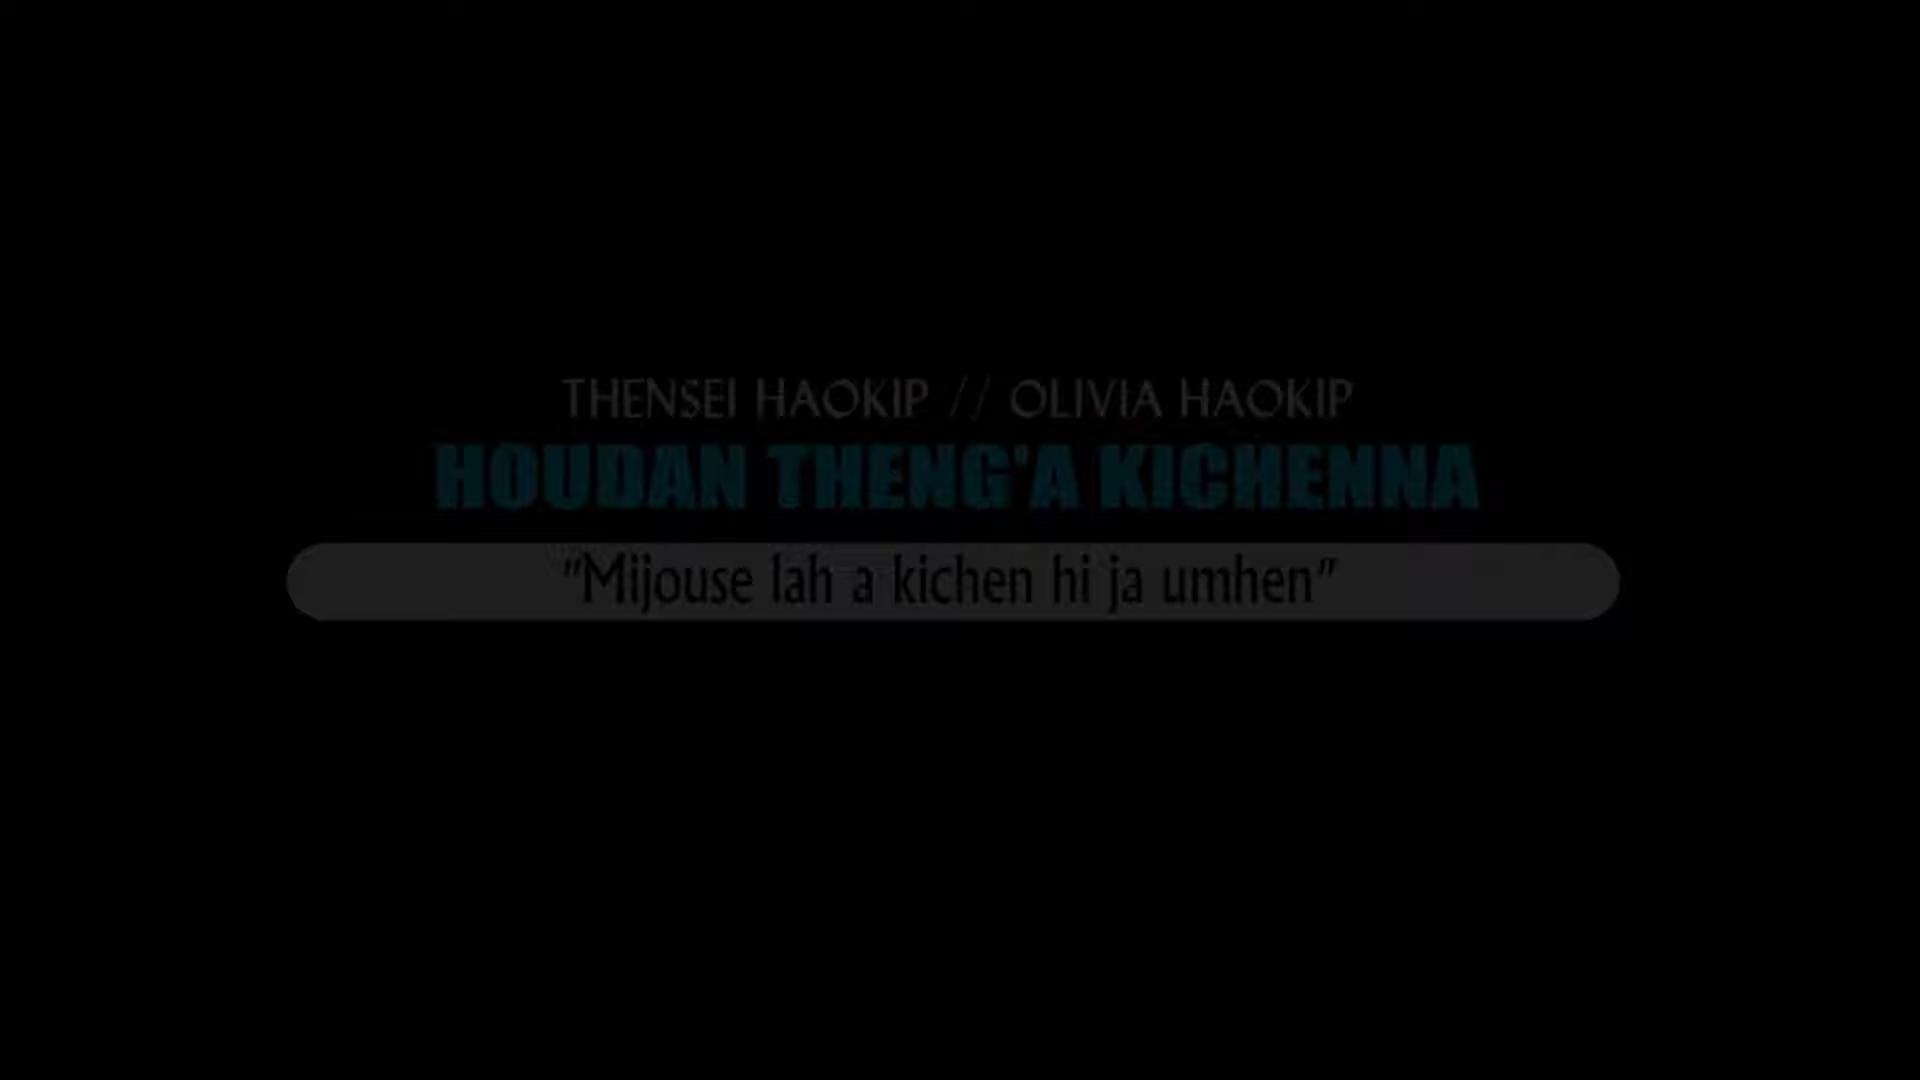 THENSEI HAOKIP // OLIVIA HAOKIP
HOUDAN THENG'A KICHENNA
"Mijouse lah a kichen hi ja umhen"